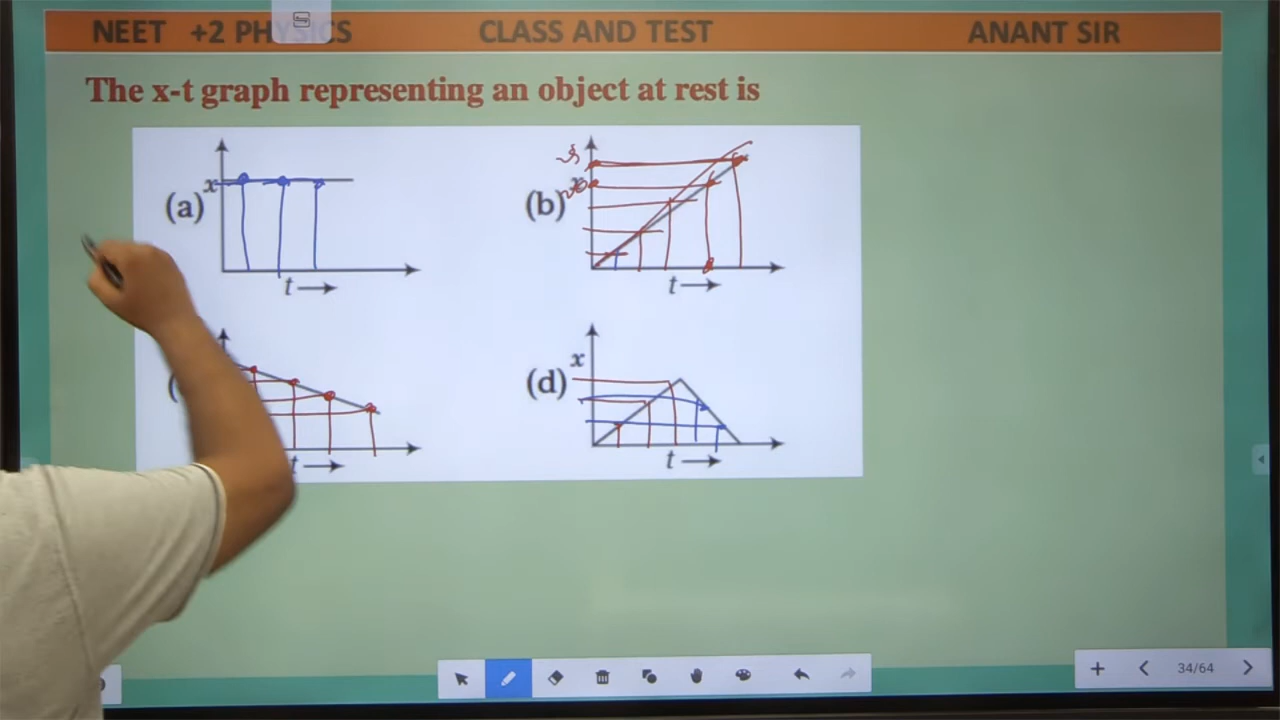 NEET +2 PHYSICS CLASS AND TEST ANANT SIR
The x-t graph representing an object at rest is
(a) x
t
(b) x
t
(
t
(d) x
t
34/64